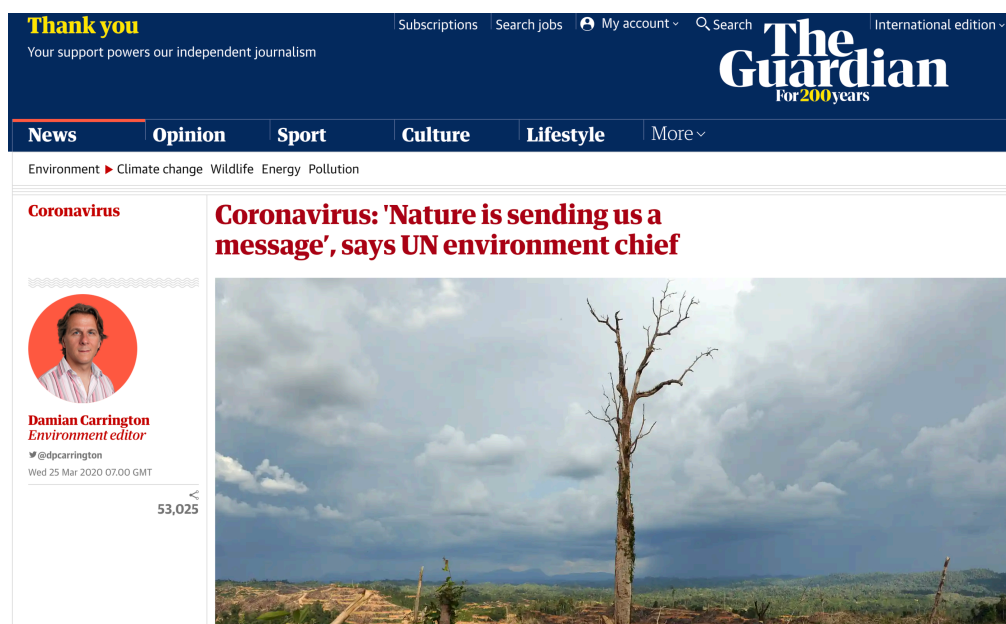 Thank you
Your support powers our independent journalism
Subscriptions Search jobs My account Search International edition
The
Guardian
For 200 years
News Opinion Sport Culture Lifestyle More
Environment Climate change Wildlife Energy Pollution
Coronavirus
Coronavirus: 'Nature is sending us a
message’, says UN environment chief
Damian Carrington
Environment editor
@dpcarrington
Wed 25 Mar 2020 07.00 GMT
53,025